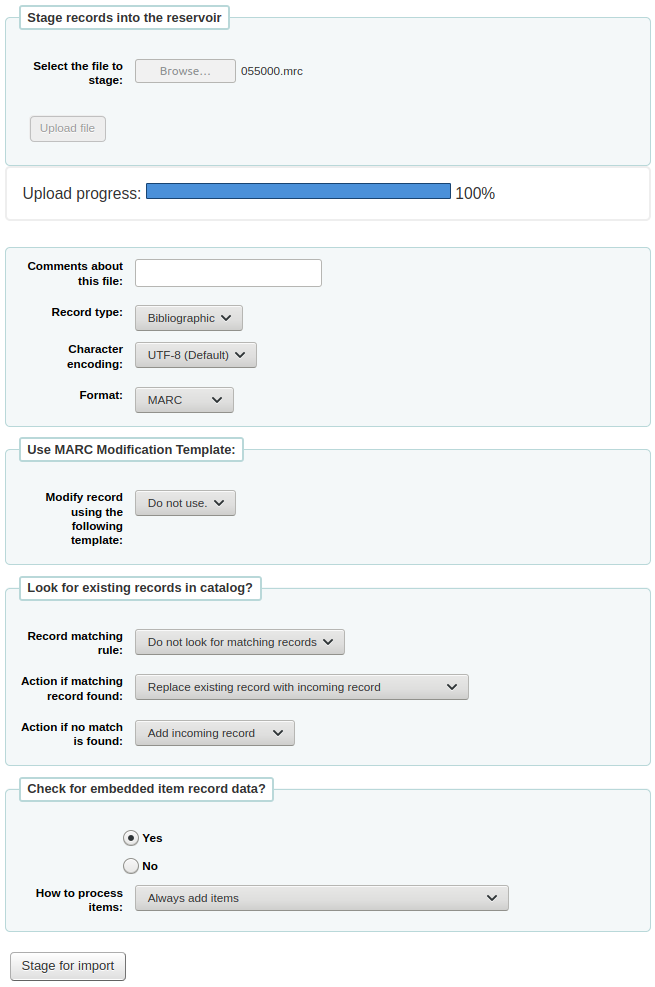 Stage records into the reservoir
Select the file to
stage:
Browse...
055000.mrc
Upload file
Upload progress:
100%
Comments about
this file:
Record type:
Bibliographic
Character
encoding:
UTF-8 (Default)
Format:
MARC
Use MARC Modification Template:
Modify record
using the
following
template:
Do not use.
Look for existing records in catalog?
Record matching
rule:
Do not look for matching records
Action if matching
record found:
Replace existing record with incoming record
Action if no match
is found:
Add incoming record
Check for embedded item record data?
Yes
No
How to process
items:
Always add items
Stage for import